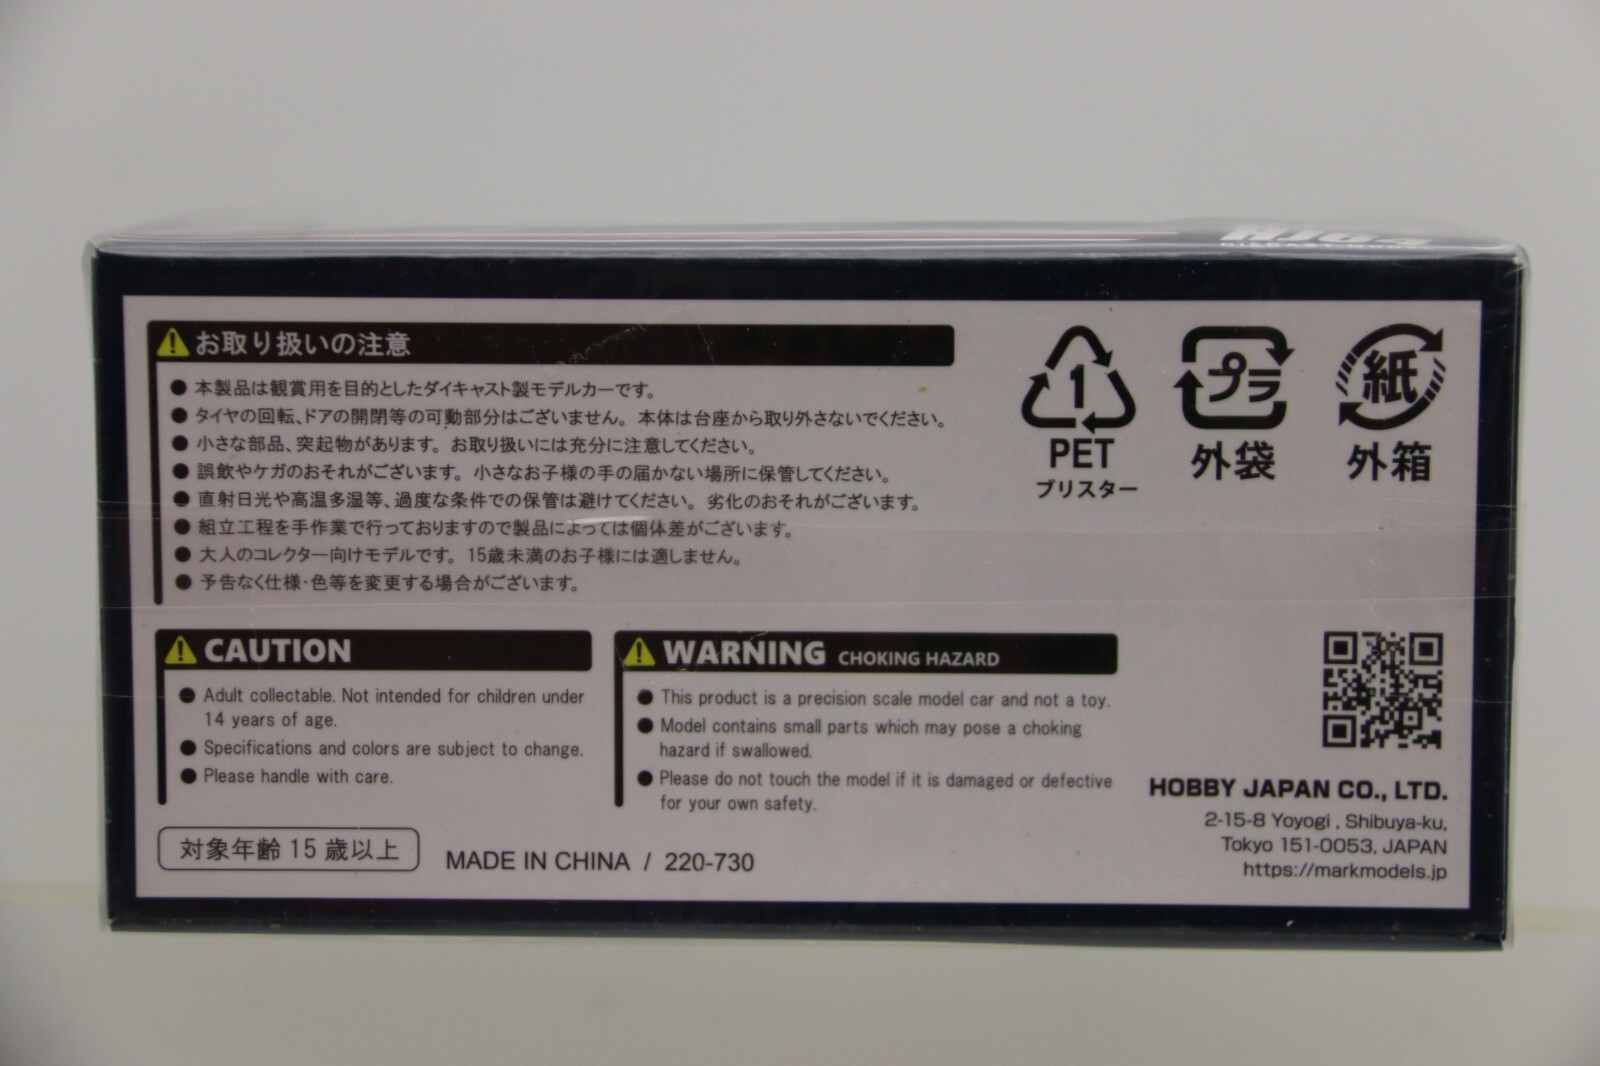 HJ64
お取り扱いの注意
● 本製品は観賞用を目的としたダイキャスト製モデルカーです。
● タイヤの回転、ドアの開閉等の可動部分はございません。本体は台座から取り外さないでください。
● 小さな部品、突起物があります。お取り扱いには充分に注意してください。
● 誤飲やケガのおそれがございます。小さなお子様の手の届かない場所に保管してください。
● 直射日光や高温多湿等、過度な条件での保管は避けてください。劣化のおそれがございます。
● 組立工程を手作業で行っておりますので製品によっては個体差がございます。
● 大人のコレクター向けモデルです。15歳未満のお子様には適しません。
● 予告なく仕様・色等を変更する場合がございます。
1
PET
ブリスター
プラ
外袋
紙
外箱
CAUTION
● Adult collectable. Not intended for children under
14 years of age.
● Specifications and colors are subject to change.
● Please handle with care.
WARNING CHOKING HAZARD
● This product is a precision scale model car and not a toy.
● Model contains small parts which may pose a choking
hazard if swallowed.
● Please do not touch the model if it is damaged or defective
for your own safety.
対象年齢 15 歳以上
MADE IN CHINA / 220-730
HOBBY JAPAN CO., LTD.
2-15-8 Yoyogi , Shibuya-ku,
Tokyo 151-0053, JAPAN
https://markmodels.jp